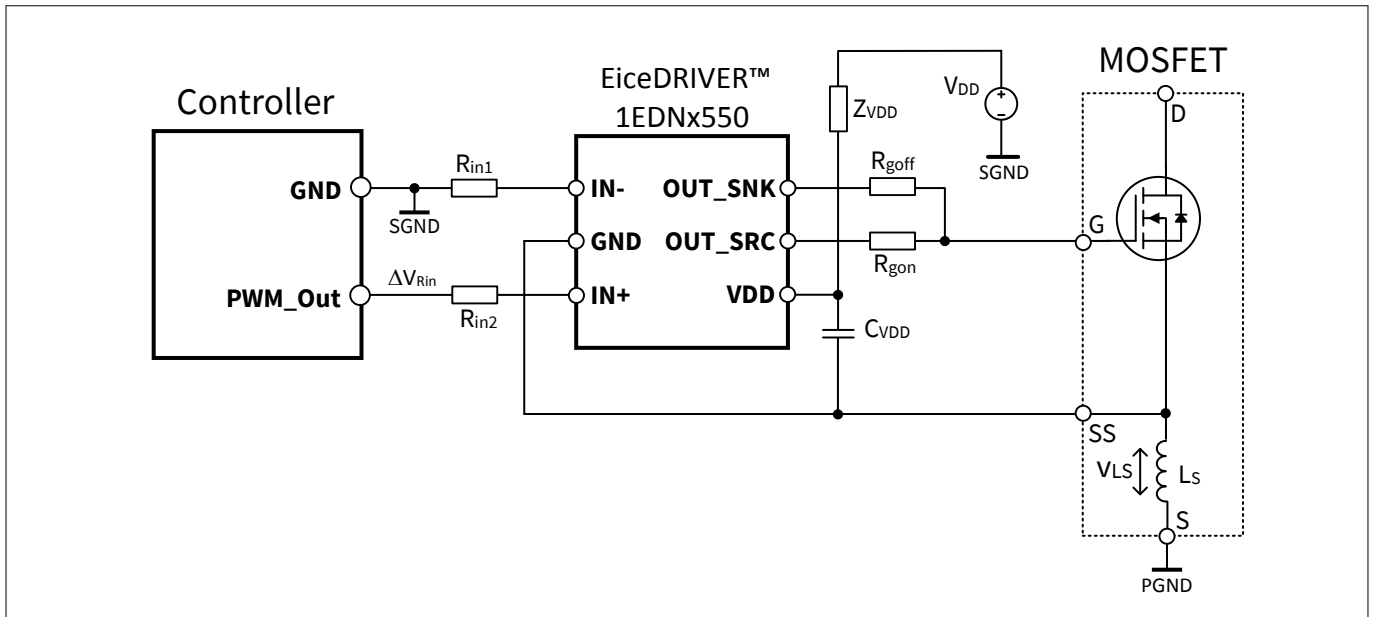 Controller
GND
PWM_Out
SGND
Rin1
ΔVRin
Rin2
EiceDRIVER™
1EDNx550
IN-
GND
IN+
OUT_SNK
OUT_SRC
VDD
ZVDD
VDD
SGND
Rgoff
Rgon
CVDD
MOSFET
D
G
SS
VLS
LS
S
PGND